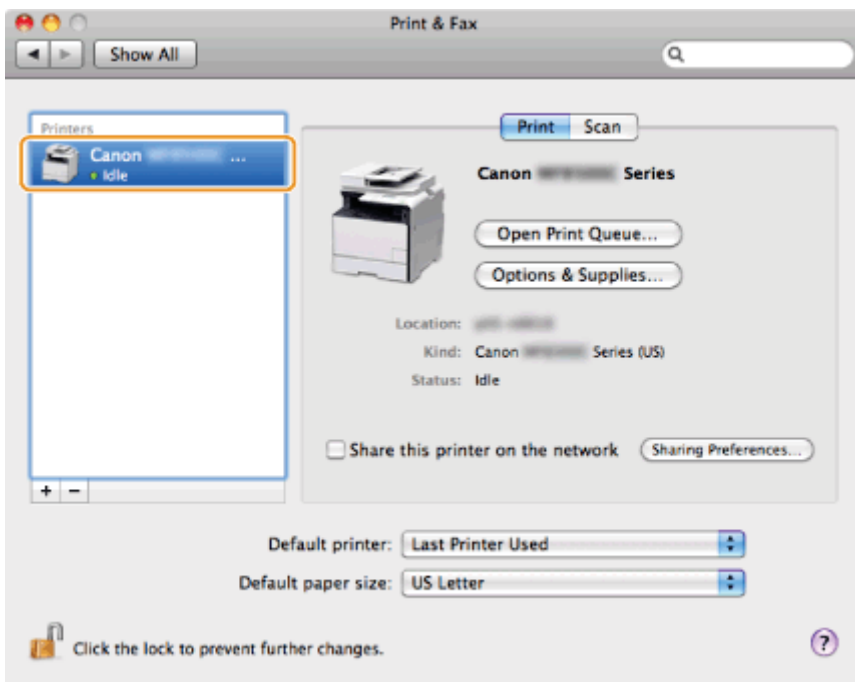 Print & Fax
Show All
Printers
Canon ...
Idle
Print Scan
Canon Series
Open Print Queue...
Options & Supplies...
Location:
Kind: Canon Series (US)
Status: Idle
Share this printer on the network Sharing Preferences...
+ −
Default printer: Last Printer Used
Default paper size: US Letter
Click the lock to prevent further changes.
?